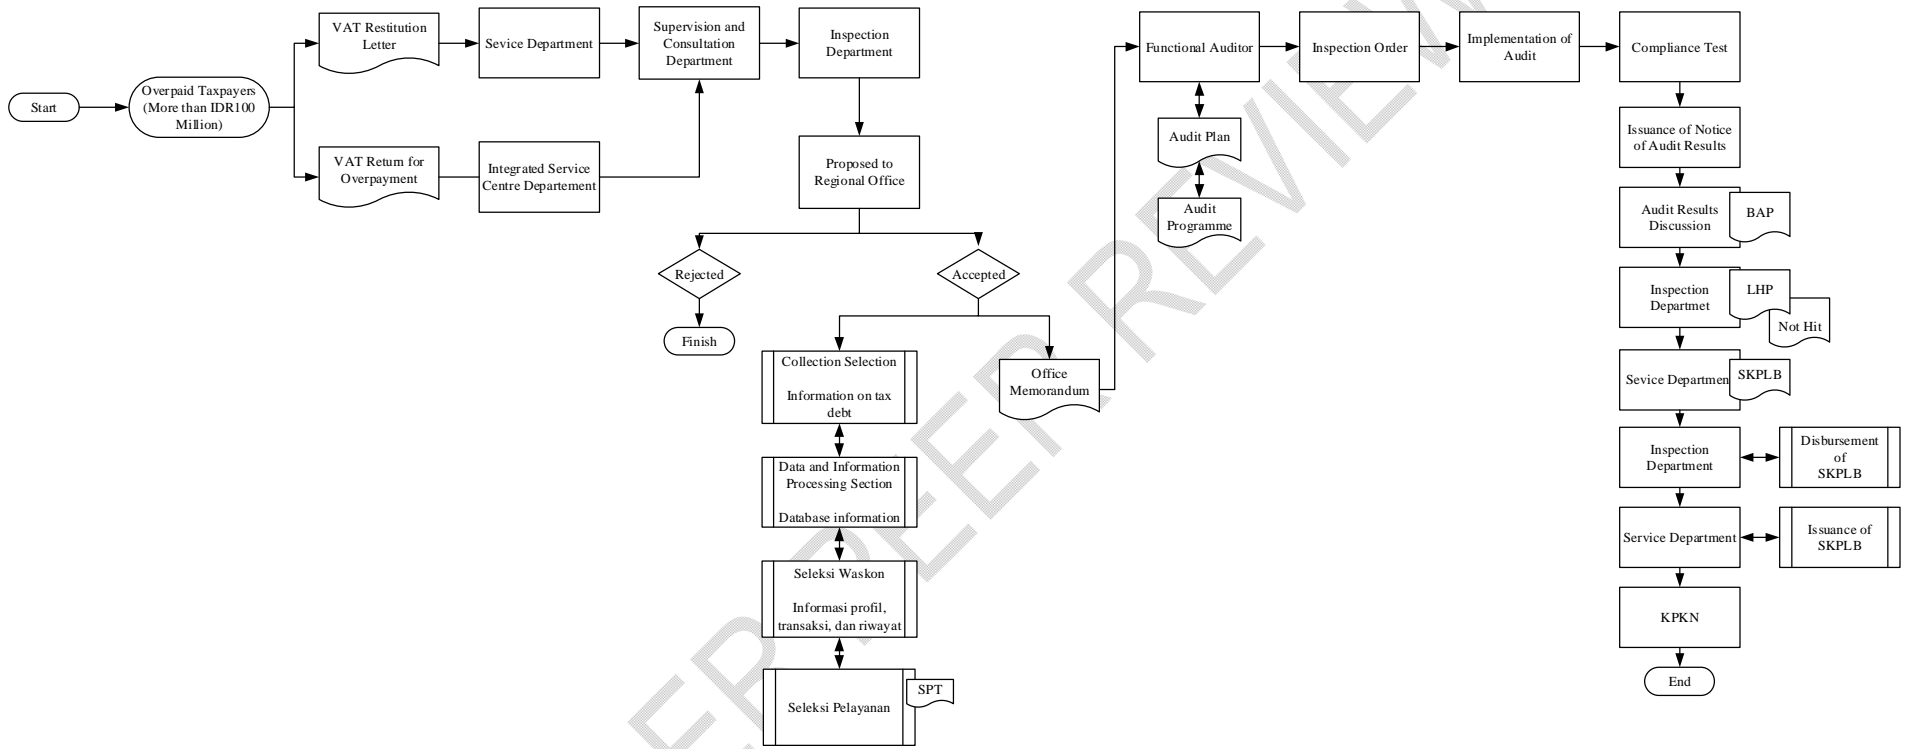 Start
Overpaid Taxpayers
(More than IDR100
Million)
VAT Restitution
Letter
Sevice Department
Supervision and
Consultation
Department
Inspection
Department
VAT Return for
Overpayment
Integrated Service
Centre Departement
Proposed to
Regional Office
Rejected
Accepted
Finish
Collection Selection
Information on tax
debt
Office
Memorandum
Data and Information
Processing Section
Database information
Seleksi Waskon
Informasi profil,
transaksi, dan riwayat
Seleksi Pelayanan
SPT
Functional Auditor
Inspection Order
Implementation of
Audit
Compliance Test
Audit Plan
Audit
Programme
Issuance of Notice
of Audit Results
Audit Results
Discussion
BAP
Inspection
Departmet
LHP
Not Hit
Sevice Department
SKPLB
Inspection
Department
Disbursement
of
SKPLB
Service Department
Issuance of
SKPLB
KPKN
End
ER PEER REVIEW